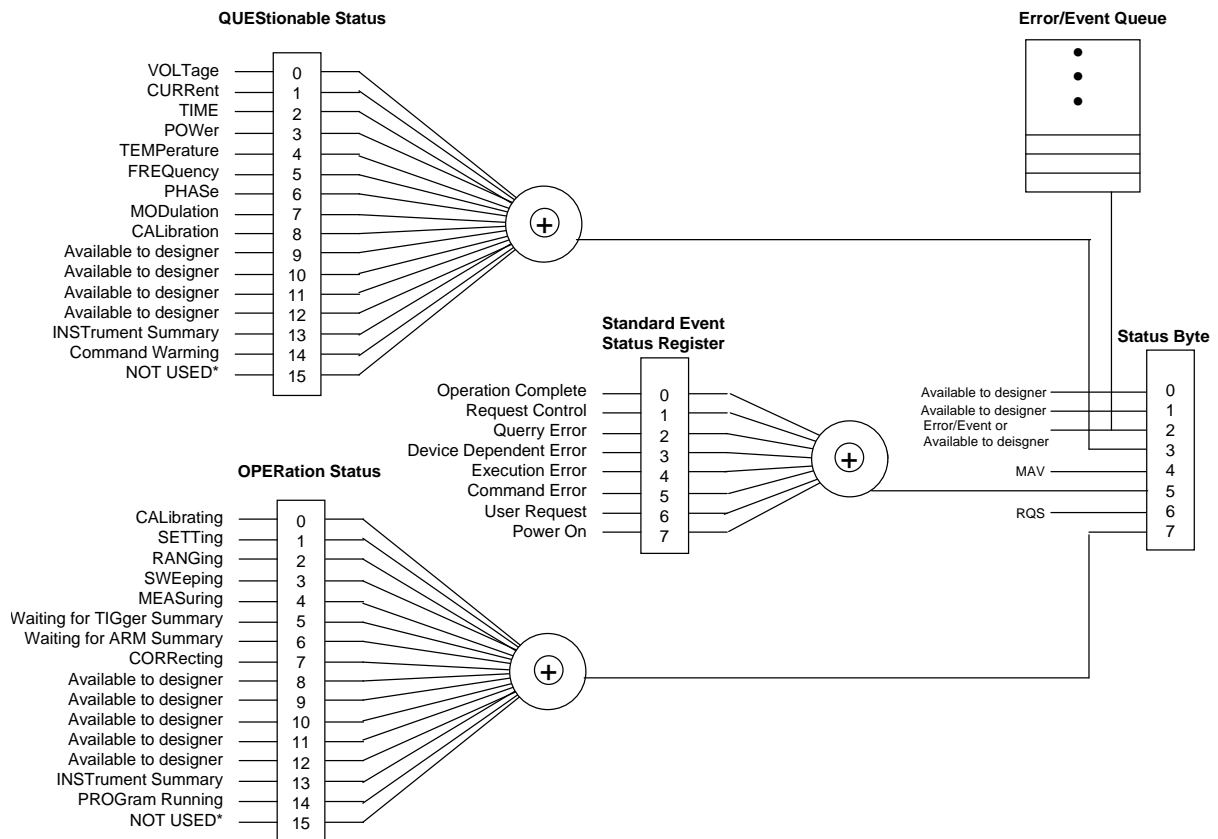 QUEStionable Status
VOLTage 0
CURRent 1
TIME 2
POWer 3
TEMPerature 4
FREQuency 5
PHASe 6
MODulation 7
CALibration 8
Available to designer 9
Available to designer 10
Available to designer 11
Available to designer 12
INSTrument Summary 13
Command Warming 14
NOT USED* 15
+
Error/Event Queue
Standard Event
Status Register
Operation Complete 0
Request Control 1
Querry Error 2
Device Dependent Error 3
Execution Error 4
Command Error 5
User Request 6
Power On 7
+
Status Byte
Available to designer 0
Available to designer 1
Error/Event or
Available to deisgner 2
3
MAV 4
5
RQS 6
7
OPERation Status
CALibrating 0
SETTing 1
RANGing 2
SWEeping 3
MEASuring 4
Waiting for TIGger Summary 5
Waiting for ARM Summary 6
CORRecting 7
Available to designer 8
Available to designer 9
Available to designer 10
Available to designer 11
Available to designer 12
INSTrument Summary 13
PROGram Running 14
NOT USED* 15
+